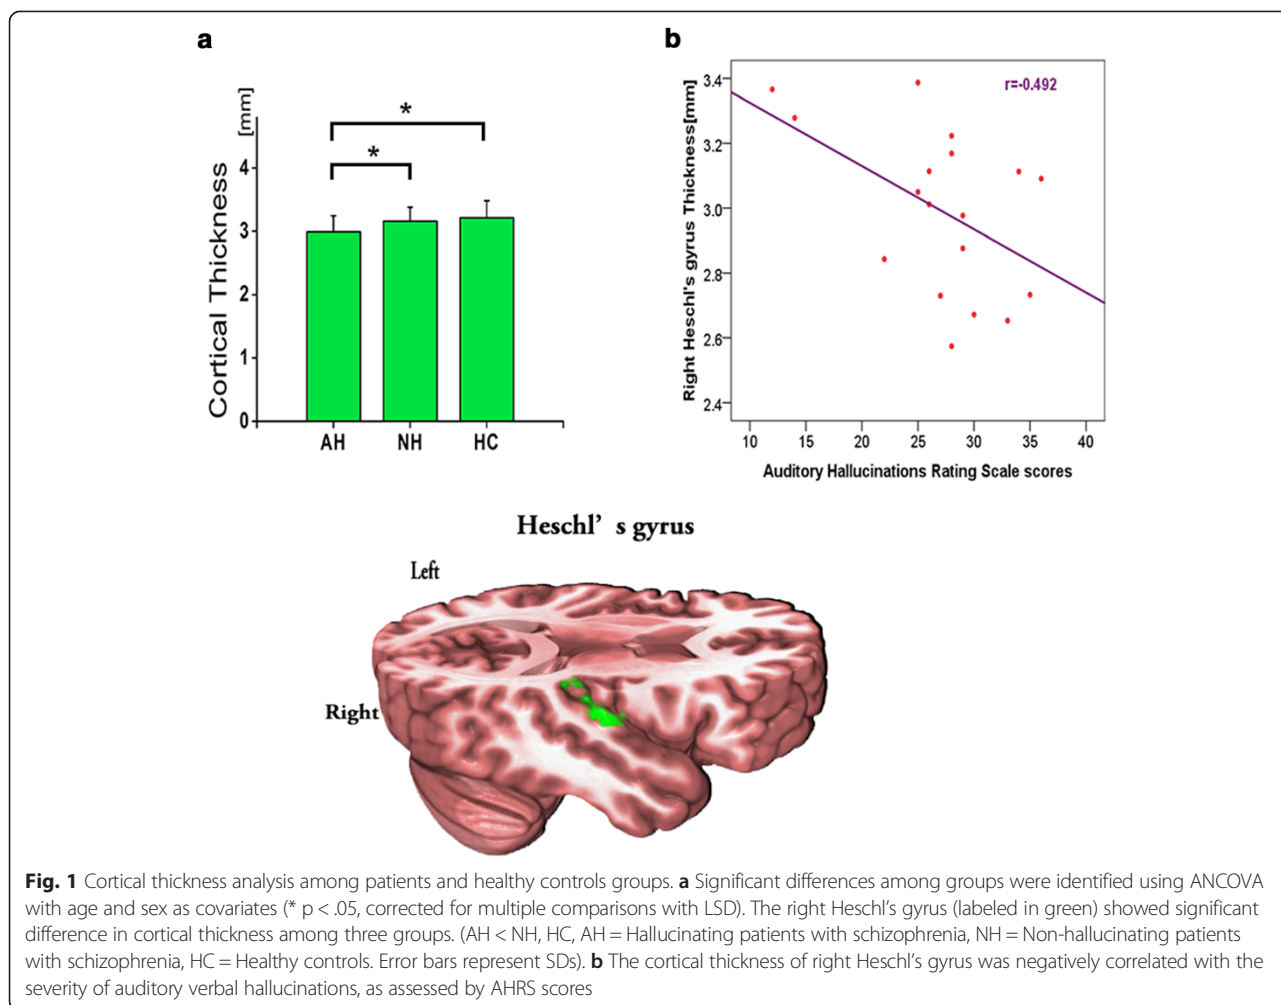 a
[mm]
Cortical Thickness
4
3
2
1
0
*
*
AH NH HC
b
Right Heschl's gyrus Thickness[mm]
3.4
3.2
3.0
2.8
2.6
2.4
r=-0.492
10 15 20 25 30 35 40
Auditory Hallucinations Rating Scale scores
Heschl’ s gyrus
Left
Right
Fig. 1 Cortical thickness analysis among patients and healthy controls groups. a Significant differences among groups were identified using ANCOVA
with age and sex as covariates (* p < .05, corrected for multiple comparisons with LSD). The right Heschl’s gyrus (labeled in green) showed significant
difference in cortical thickness among three groups. (AH < NH, HC, AH = Hallucinating patients with schizophrenia, NH = Non-hallucinating patients
with schizophrenia, HC = Healthy controls. Error bars represent SDs). b The cortical thickness of right Heschl’s gyrus was negatively correlated with the
severity of auditory verbal hallucinations, as assessed by AHRS scores